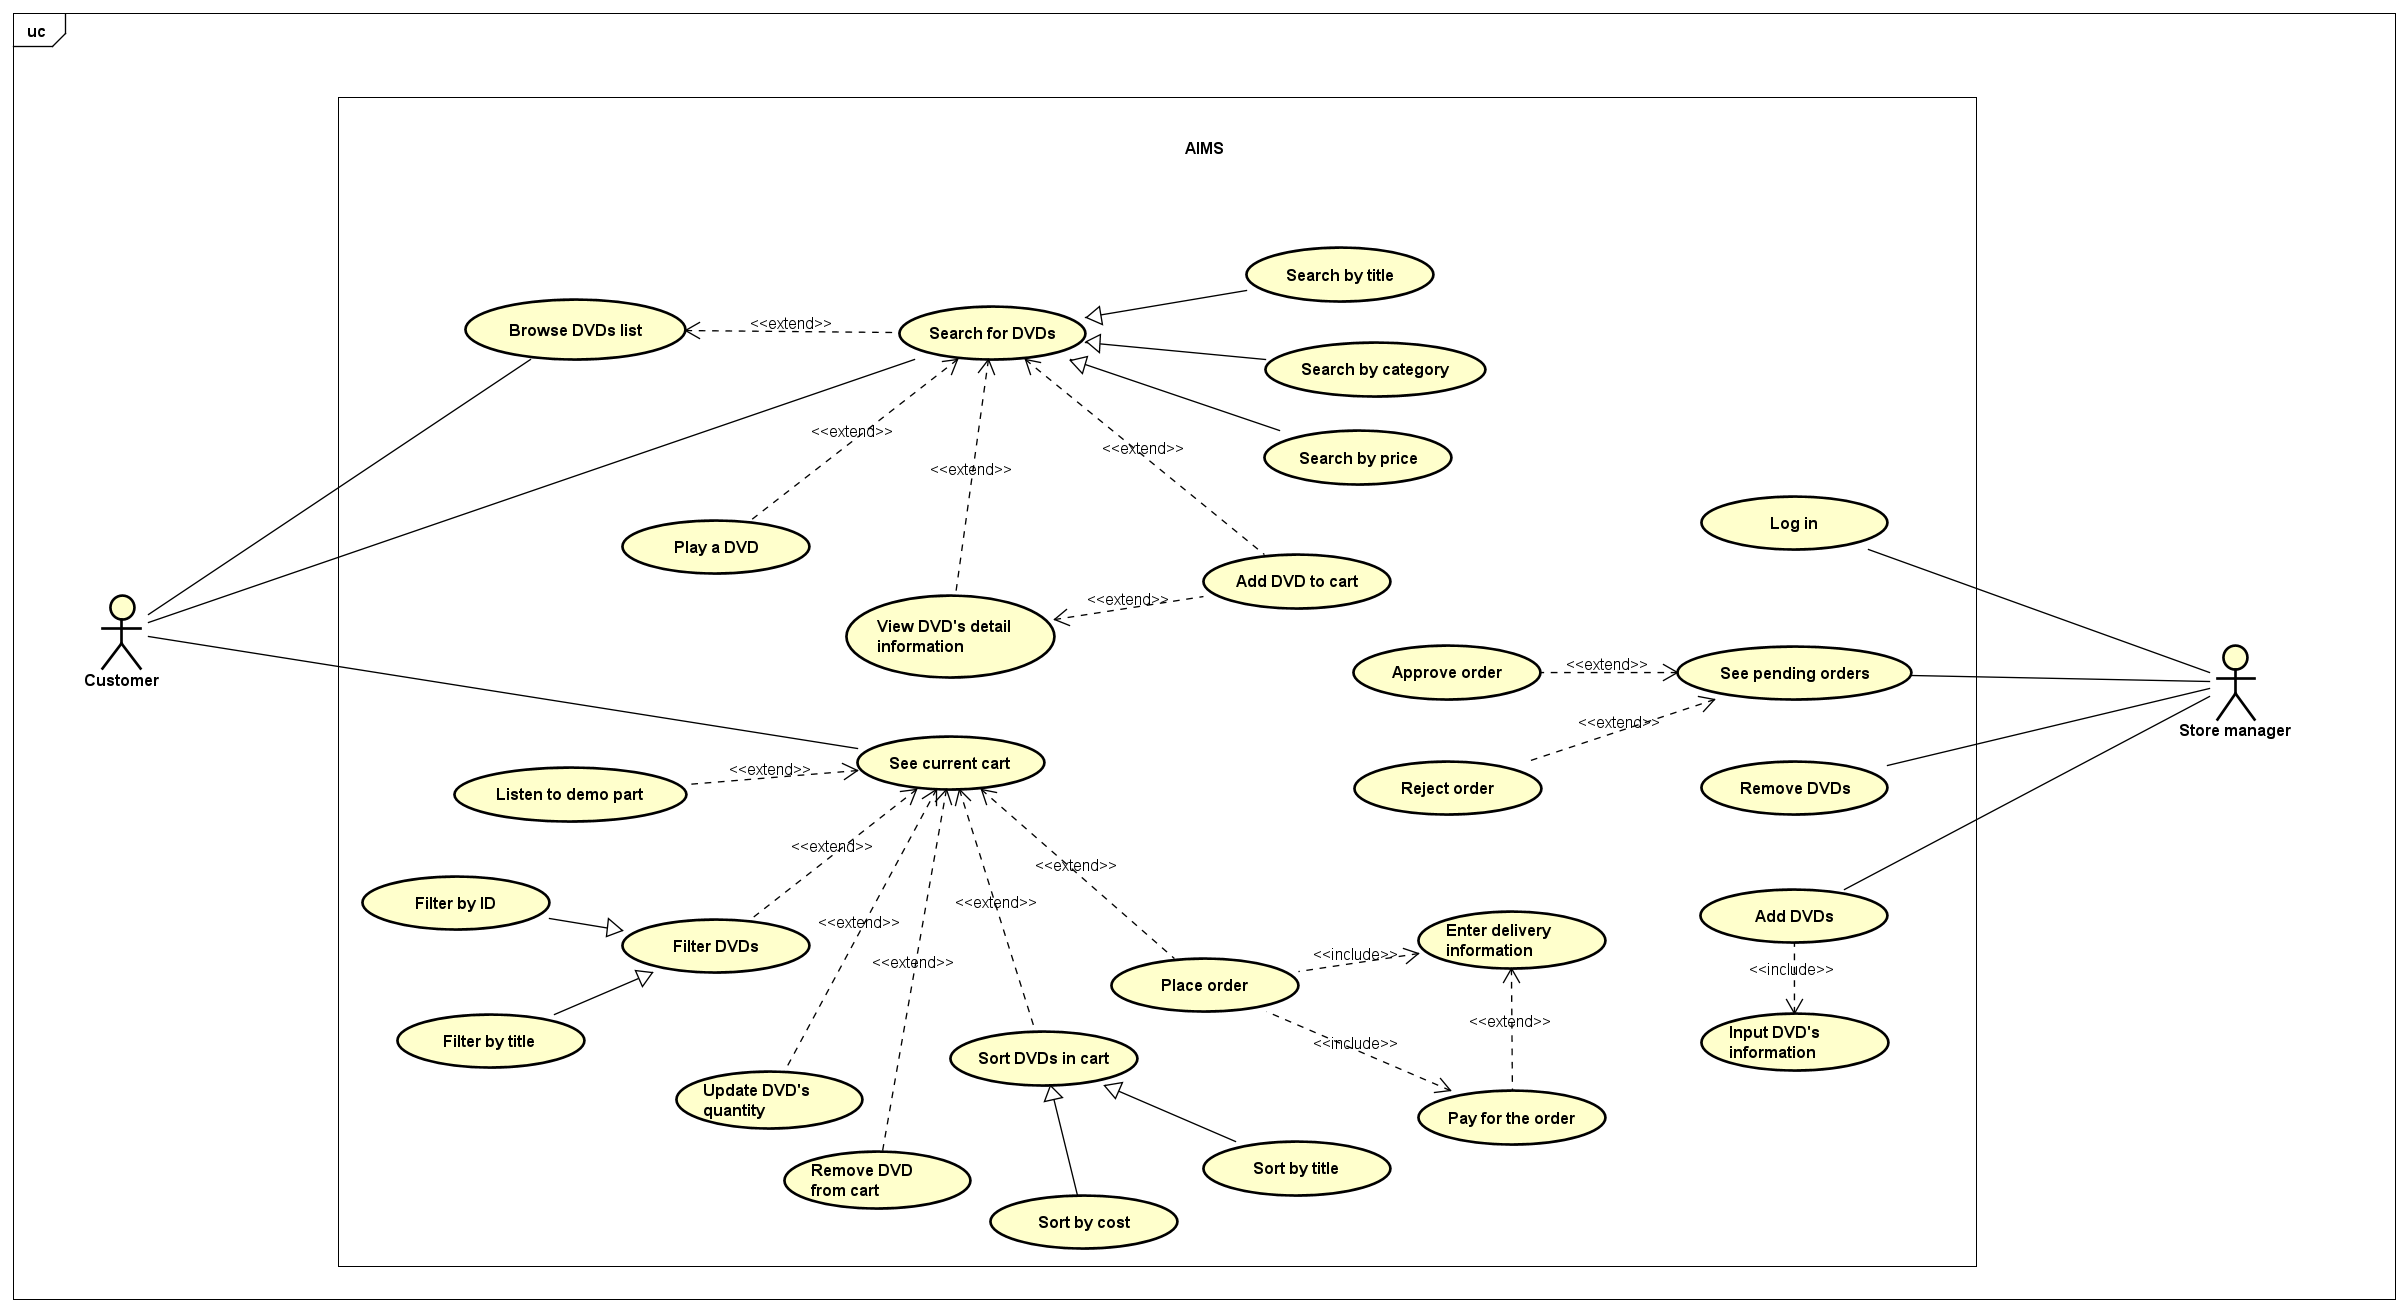 uc
AIMS
Search by title
Browse DVDs list
<<extend>>
Search for DVDs
Search by category
<<extend>>
<<extend>>
<<extend>>
Search by price
Log in
Play a DVD
Add DVD to cart
<<extend>>
View DVD's detail
information
Customer
Approve order
<<extend>>
See pending orders
<<extend>>
Store manager
See current cart
<<extend>>
Listen to demo part
Reject order
Remove DVDs
<<extend>>
<<extend>>
Filter by ID
<<extend>>
<<extend>>
<<extend>>
Filter DVDs
Enter delivery
information
<<include>>
Add DVDs
<<include>>
Place order
<<extend>>
Filter by title
<<include>>
Input DVD's
information
Sort DVDs in cart
Update DVD's
quantity
Pay for the order
Remove DVD
from cart
Sort by title
Sort by cost